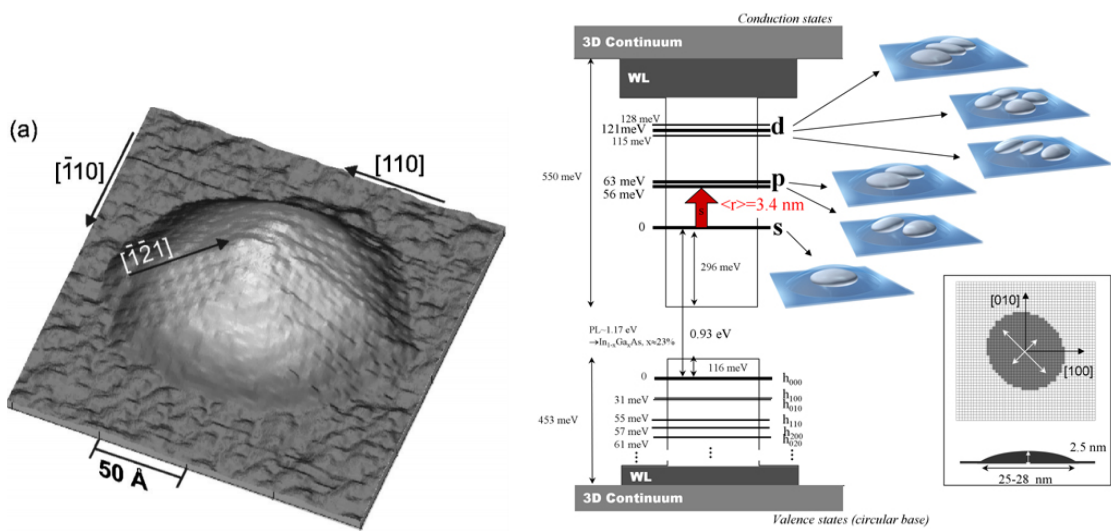 (a)
[1̄10]
[110]
[1̄2̄1]
50 Å
Conduction states
3D Continuum
WL
128 meV
121meV
115 meV
d
550 meV
63 meV
56 meV
p
<r>=3.4 nm
0
s
296 meV
0.93 eV
PL~1.17 eV
→In1-xGaxAs, x≈23%
116 meV
0
h000
31 meV
h100
h010
453 meV
55 meV
h110
57 meV
h200
61 meV
h020
WL
3D Continuum
Valence states (circular base)
[010]
[100]
2.5 nm
25-28 nm